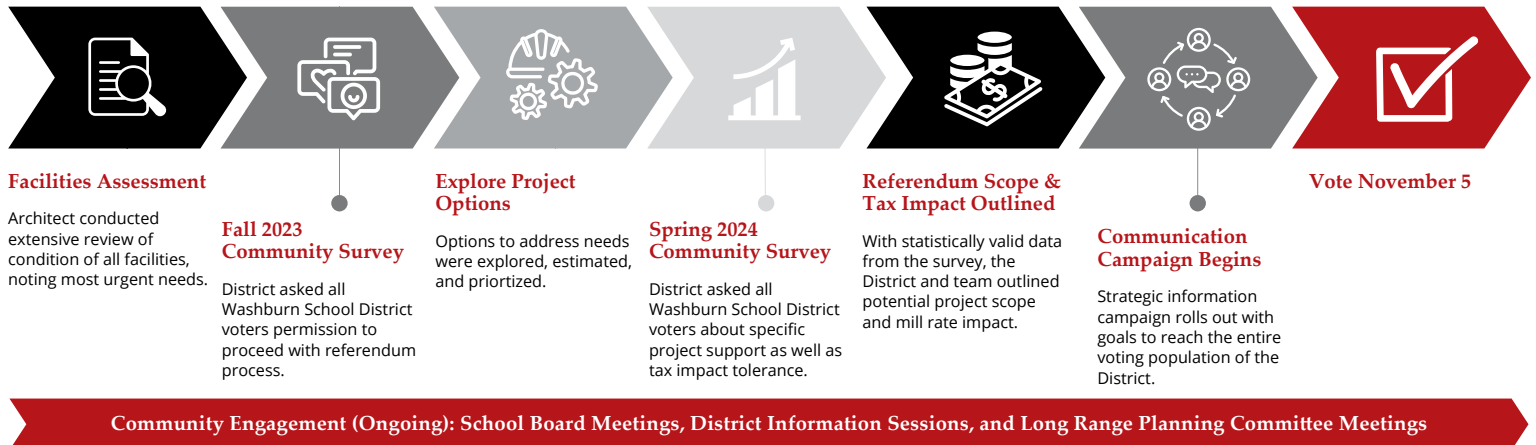 Facilities Assessment
Architect conducted
extensive review of
condition of all facilities,
noting most urgent needs.
Fall 2023
Community Survey
District asked all
Washburn School District
voters permission to
proceed with referendum
process.
Explore Project
Options
Options to address needs
were explored, estimated,
and priortized.
Spring 2024
Community Survey
District asked all
Washburn School District
voters about specific
project support as well as
tax impact tolerance.
Referendum Scope &
Tax Impact Outlined
With statistically valid data
from the survey, the
District and team outlined
potential project scope
and mill rate impact.
Communication
Campaign Begins
Strategic information
campaign rolls out with
goals to reach the entire
voting population of the
District.
Vote November 5
Community Engagement (Ongoing): School Board Meetings, District Information Sessions, and Long Range Planning Committee Meetings